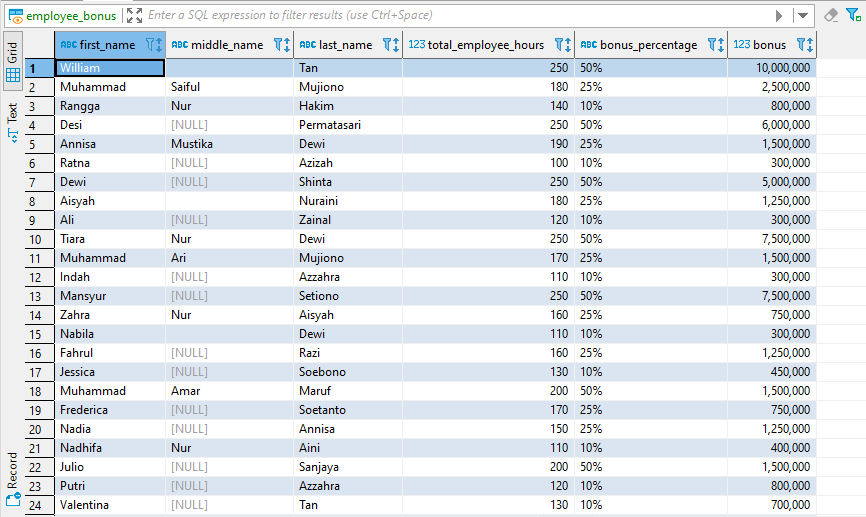 employee_bonus Enter a SQL expression to filter results (use Ctrl+Space)
Grid
Text
Record
ABC first_name ABC middle_name ABC last_name 123 total_employee_hours ABC bonus_percentage 123 bonus
1 William Tan 250 50% 10,000,000
2 Muhammad Saiful Mujiono 180 25% 2,500,000
3 Rangga Nur Hakim 140 10% 800,000
4 Desi [NULL] Permatasari 250 50% 6,000,000
5 Annisa Mustika Dewi 190 25% 1,500,000
6 Ratna [NULL] Azizah 100 10% 300,000
7 Dewi [NULL] Shinta 250 50% 5,000,000
8 Aisyah Nuraini 180 25% 1,250,000
9 Ali [NULL] Zainal 120 10% 300,000
10 Tiara Nur Dewi 250 50% 7,500,000
11 Muhammad Ari Mujiono 170 25% 1,500,000
12 Indah [NULL] Azzahra 110 10% 300,000
13 Mansyur [NULL] Setiono 250 50% 7,500,000
14 Zahra Nur Aisyah 160 25% 750,000
15 Nabila Dewi 110 10% 300,000
16 Fahrul [NULL] Razi 160 25% 1,250,000
17 Jessica [NULL] Soebono 130 10% 450,000
18 Muhammad Amar Maruf 200 50% 1,500,000
19 Frederica [NULL] Soetanto 170 25% 750,000
20 Nadia [NULL] Annisa 150 25% 1,250,000
21 Nadhifa Nur Aini 110 10% 400,000
22 Julio [NULL] Sanjaya 200 50% 1,500,000
23 Putri [NULL] Azzahra 120 10% 800,000
24 Valentina [NULL] Tan 130 10% 700,000